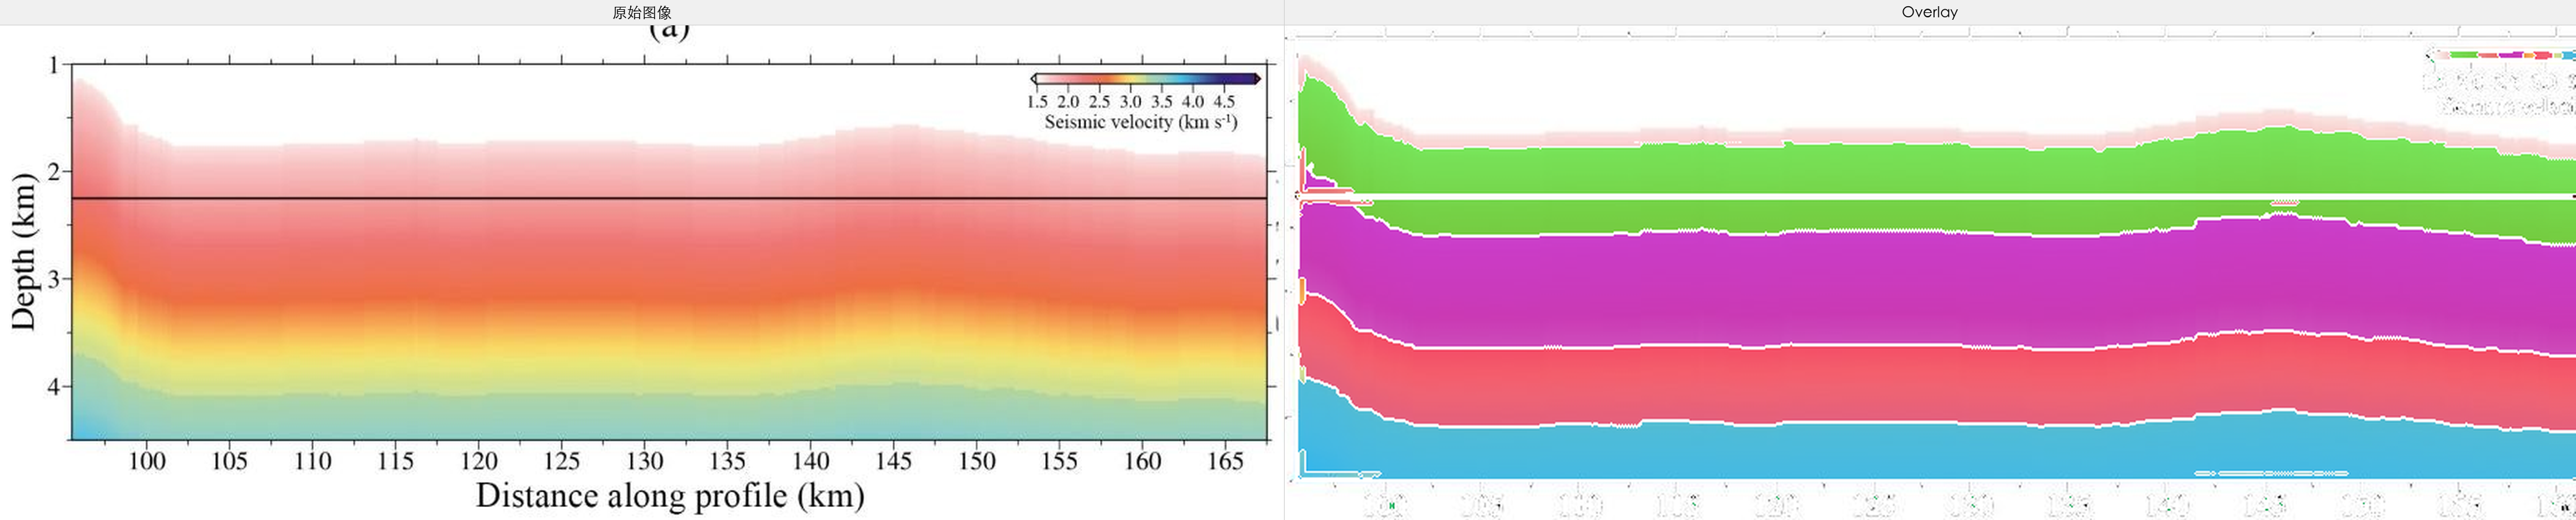 原始图像
Overlay
(a)
1
2
3
4
Depth (km)
1.5 2.0 2.5 3.0 3.5 4.0 4.5
Seismic velocity (km s-1)
100 105 110 115 120 125 130 135 140 145 150 155 160 165
Distance along profile (km)